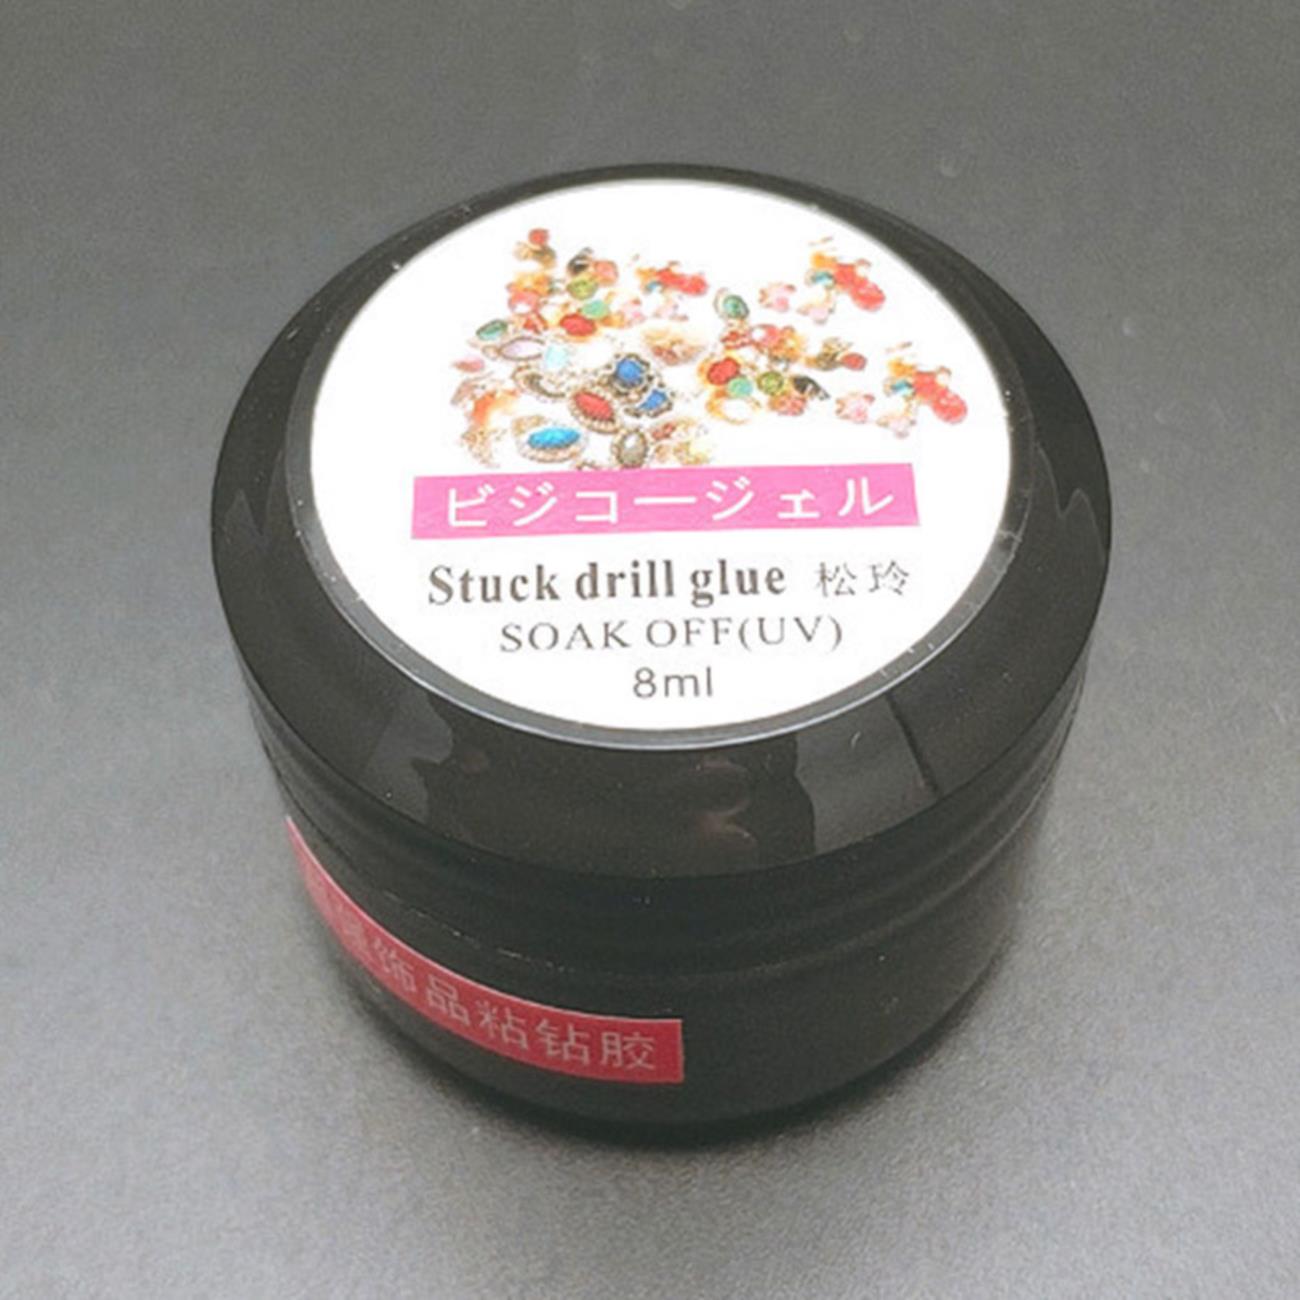 ビジコージェル
Stuck drill glue 松玲
SOAK OFF(UV)
8ml
饰品粘钻胶